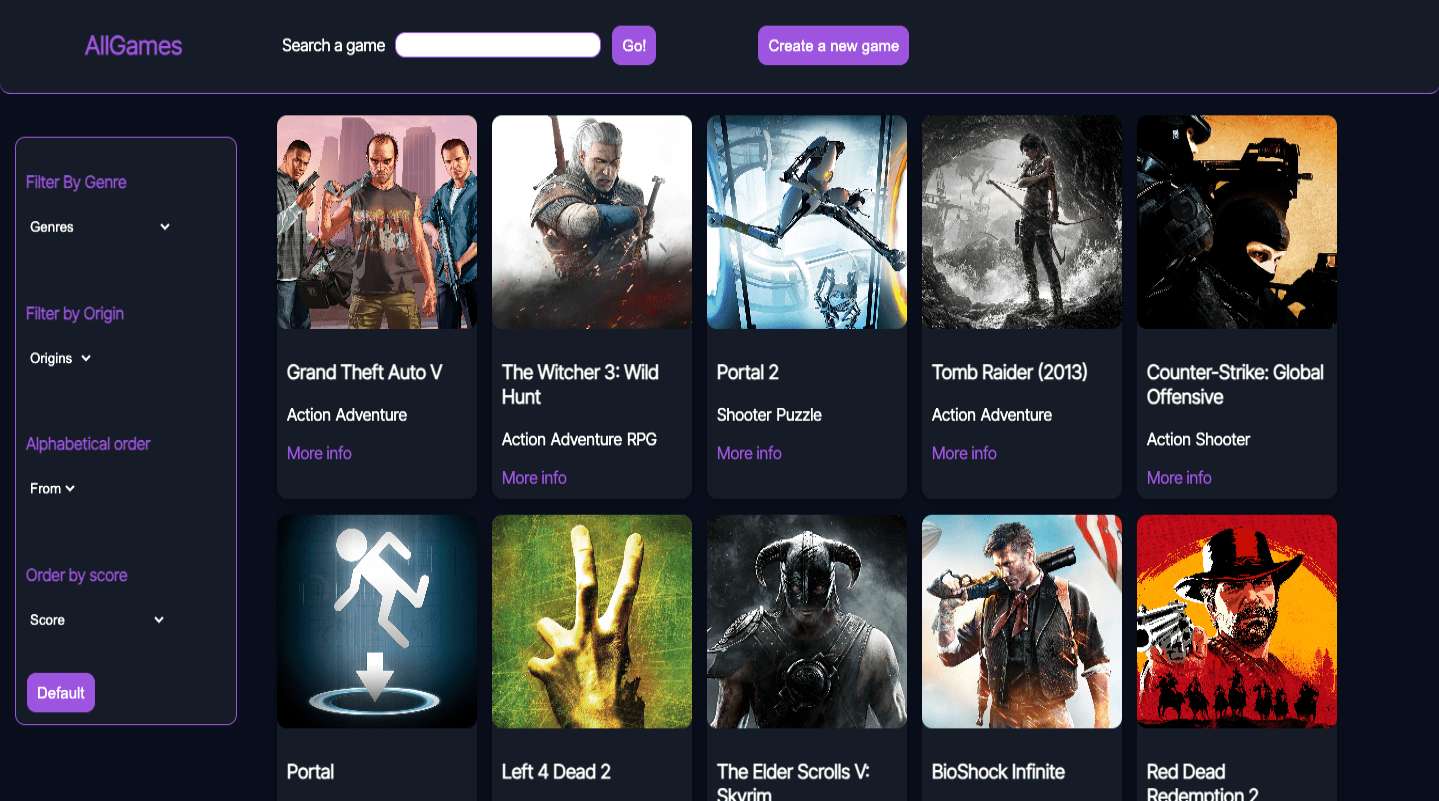 AllGames
Search a game
Go!
Create a new game
Filter By Genre
Genres
Filter by Origin
Origins
Alphabetical order
From
Order by score
Score
Default
Grand Theft Auto V
Action Adventure
More info
The Witcher 3: Wild
Hunt
Action Adventure RPG
More info
Portal 2
Shooter Puzzle
More info
Tomb Raider (2013)
Action Adventure
More info
Counter-Strike: Global
Offensive
Action Shooter
More info
Portal
Left 4 Dead 2
The Elder Scrolls V:
Skyrim
BioShock Infinite
Red Dead
Redemption 2